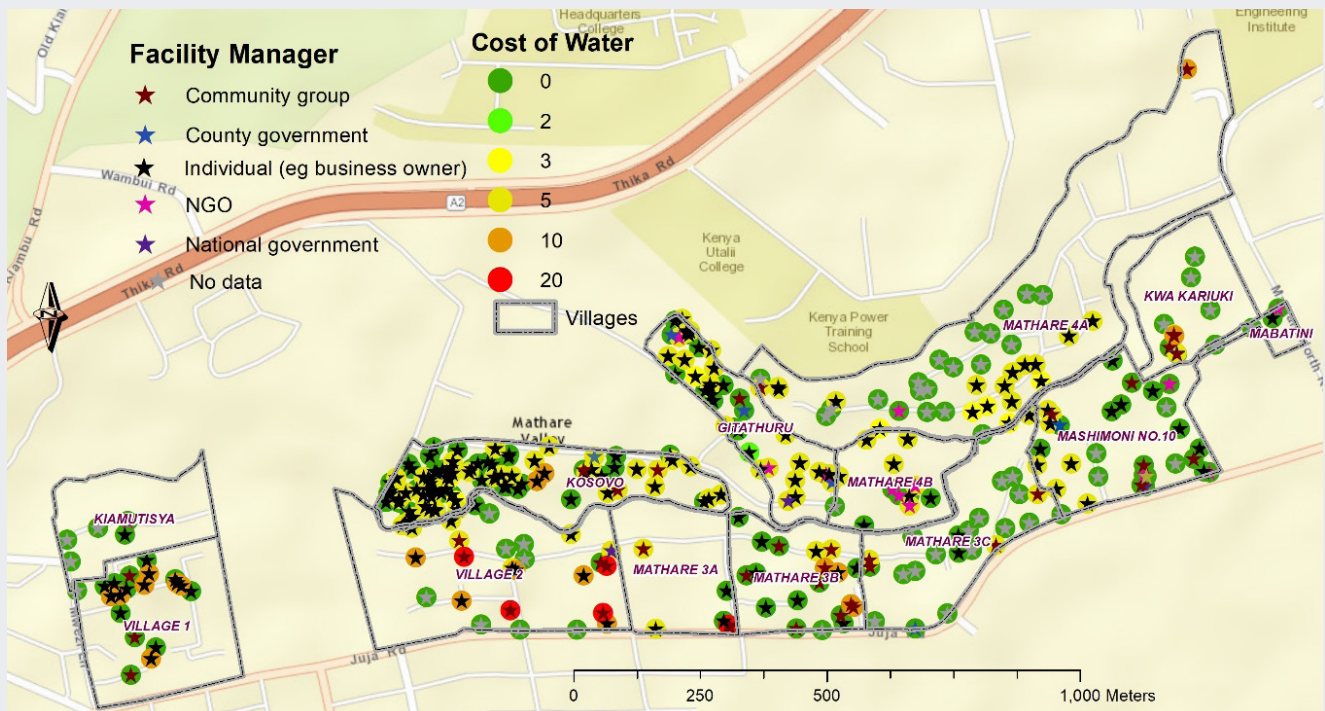 Headquarters
College
Engineering
Institute
Facility Manager
Community group
County government
Individual (eg business owner)
NGO
National government
No data
Cost of Water
0
2
3
5
10
20
Villages
Wambui Rd
Thika Rd
A2
Thika Rd
Kiambu Rd
Kenya
Utalii
College
Kenya Power
Training
School
Mathare
Valley
MATHARE 4A
KWA KARIUKI
MABATINI
GITATHURU
MASHIMONI NO.10
KOSOVO
MATHARE 4B
KIAMUTISYA
MATHARE 3C
VILLAGE 2
MATHARE 3A
MATHARE 3B
VILLAGE 1
Juja Rd
Juja
0
250
500
1,000 Meters